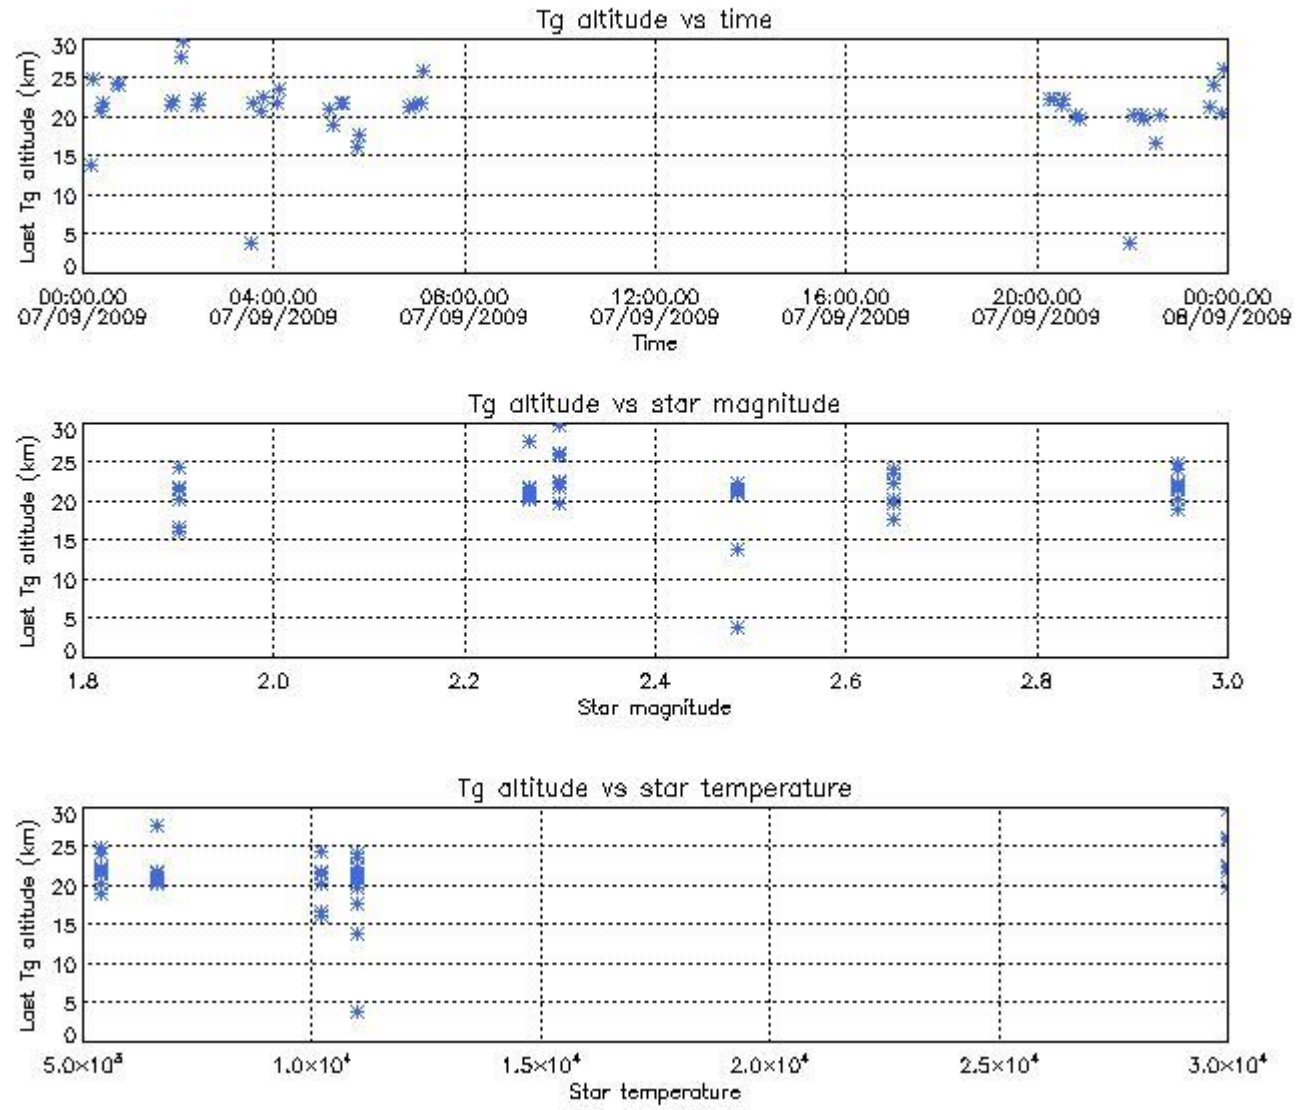 Tg altitude vs time
30
25
20
15
10
5
0
Last Tg altitude (km)
00:00.00 04:00.00 08:00.00 12:00.00 16:00.00 20:00.00 00:00.00
07/09/2009 07/09/2009 07/09/2009 07/09/2009 07/09/2009 07/09/2009 08/09/2009
Time
Tg altitude vs star magnitude
30
25
20
15
10
5
0
Last Tg altitude (km)
1.8 2.0 2.2 2.4 2.6 2.8 3.0
Star magnitude
Tg altitude vs star temperature
30
25
20
15
10
5
0
Last Tg altitude (km)
5.0×10³ 1.0×10⁴ 1.5×10⁴ 2.0×10⁴ 2.5×10⁴ 3.0×10⁴
Star temperature